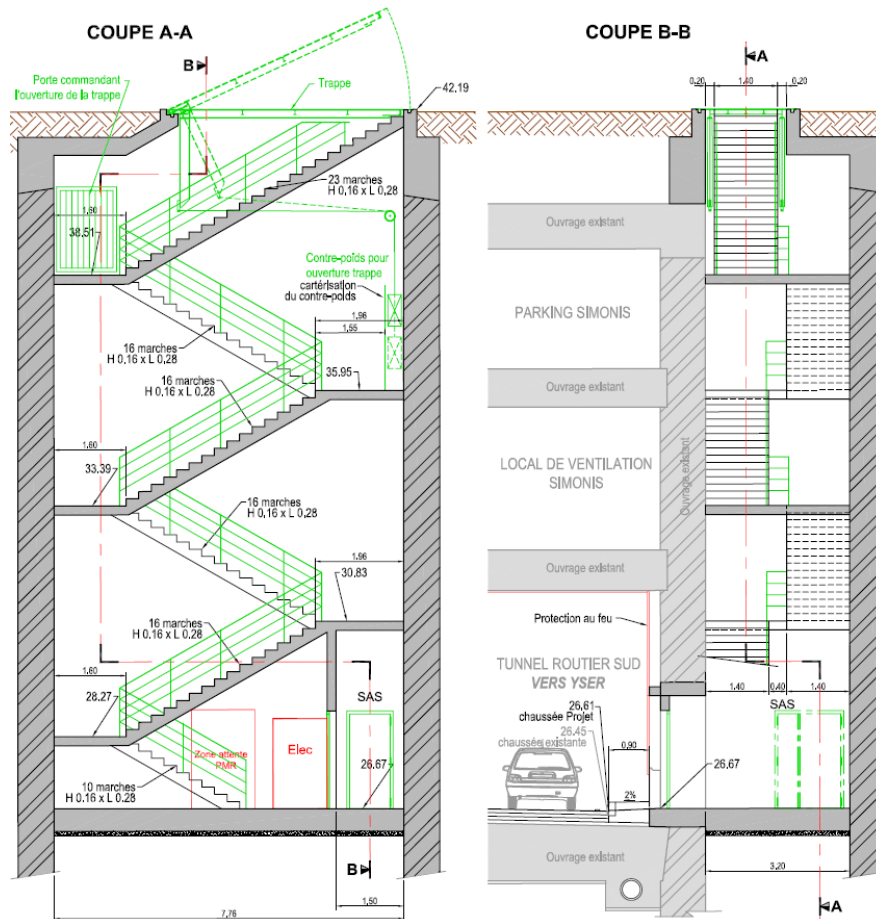 COUPE A-A
B
Porte commandant
l'ouverture de la trappe
Trappe
42,19
23 marches
H 0,16 x L 0,28
1,60
38.51
Contre-poids pour
ouverture trappe
cartérisation
du contre-poids
1,96
1,55
16 marches
H 0,16 x L 0,28
16 marches
H 0,16 x L 0,28
35.95
1,60
33.39
16 marches
H 0,16 x L 0,28
1,96
30.83
16 marches
H 0.16 x L 0.28
1,60
28.27
SAS
Zone attente
PMR
Elec
26.67
10 marches
H 0.16 x L 0.28
B
1,50
7,76
COUPE B-B
A
0,20
1,40
0,20
Ouvrage existant
PARKING SIMONIS
Ouvrage existant
LOCAL DE VENTILATION
SIMONIS
Ouvrage existant
Ouvrage existant
Protection au feu
TUNNEL ROUTIER SUD
VERS YSER
1.40
0.40
1.40
SAS
26,61
chaussée Projet
26.45
chaussée existante
0,90
2%
26,67
Ouvrage existant
3,20
A